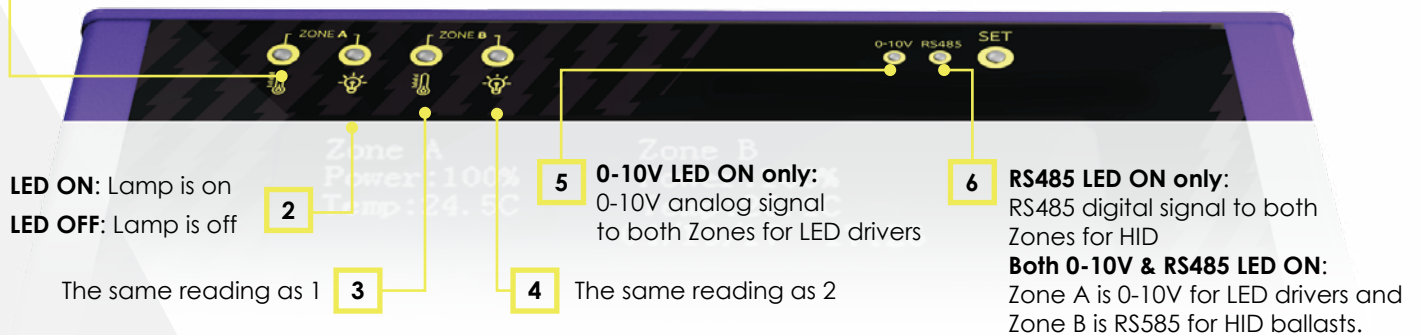 ZONE A
ZONE B
0-10V RS485
SET
Zone A
Zone B
Power:100%
Temp:24.5C
LED ON: Lamp is on
LED OFF: Lamp is off
2
The same reading as 1
3
4
The same reading as 2
5
0-10V LED ON only:
0-10V analog signal
to both Zones for LED drivers
6
RS485 LED ON only:
RS485 digital signal to both
Zones for HID
Both 0-10V & RS485 LED ON:
Zone A is 0-10V for LED drivers and
Zone B is RS585 for HID ballasts.